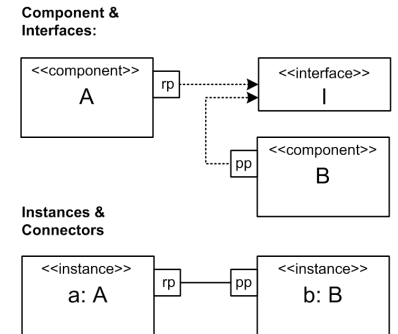 Component &
Interfaces:
<<component>>
A
rp
<<interface>>
I
<<component>>
pp
B
Instances &
Connectors
<<instance>>
a: A
rp
pp
<<instance>>
b: B